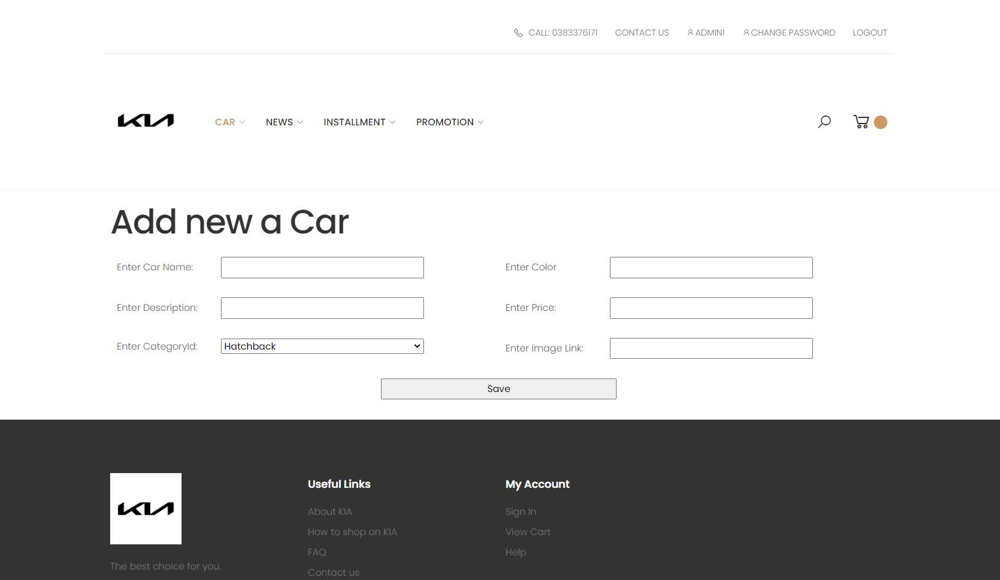 CALL: 0383376171 CONTACT US ADMIN1 CHANGE PASSWORD LOGOUT
KIA CAR NEWS INSTALLMENT PROMOTION
Add new a Car
Enter Car Name: Enter Color
Enter Description: Enter Price:
Enter CategoryId: Hatchback Enter Image Link:
Save
KIA
The best choice for you.
Useful Links
About KIA
How to shop on KIA
FAQ
Contact us
My Account
Sign In
View Cart
Help